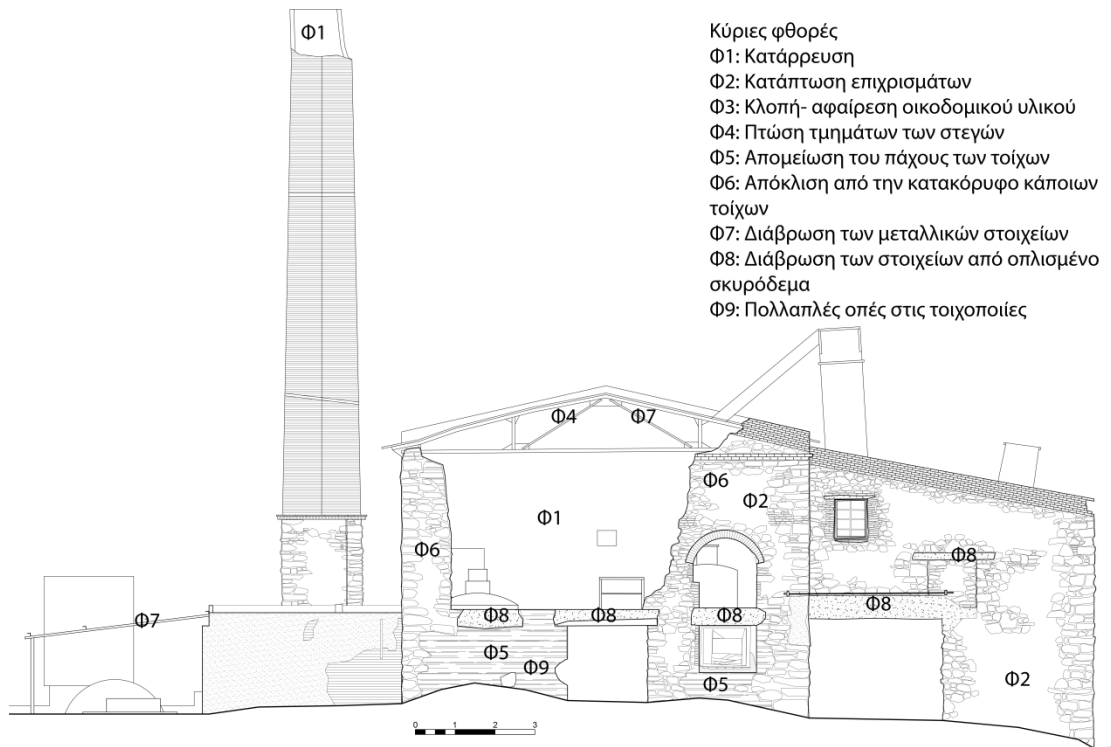 Κύριες φθορές
Φ1: Κατάρρευση
Φ2: Κατάπτωση επιχρισμάτων
Φ3: Κλοπή- αφαίρεση οικοδομικού υλικού
Φ4: Πτώση τμημάτων των στεγών
Φ5: Απομείωση του πάχους των τοίχων
Φ6: Απόκλιση από την κατακόρυφο κάποιων
τοίχων
Φ7: Διάβρωση των μεταλλικών στοιχείων
Φ8: Διάβρωση των στοιχείων από οπλισμένο
σκυρόδεμα
Φ9: Πολλαπλές οπές στις τοιχοποιίες
Φ1
Φ4 Φ7
Φ6
Φ2
Φ1
Φ6
Φ8
Φ8
Φ7
Φ8 Φ8 Φ8
Φ5
Φ9
Φ5
Φ2
0 1 2 3